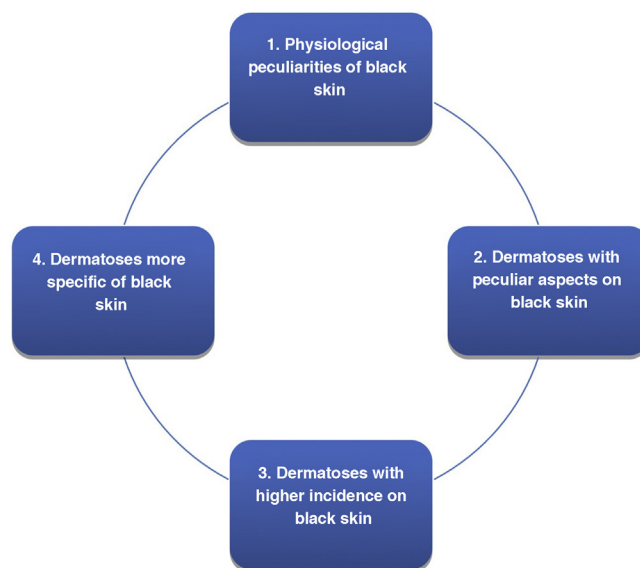 1. Physiological
peculiarities of black
skin
2. Dermatoses with
peculiar aspects on
black skin
3. Dermatoses with
higher incidence on
black skin
4. Dermatoses more
specific of black
skin